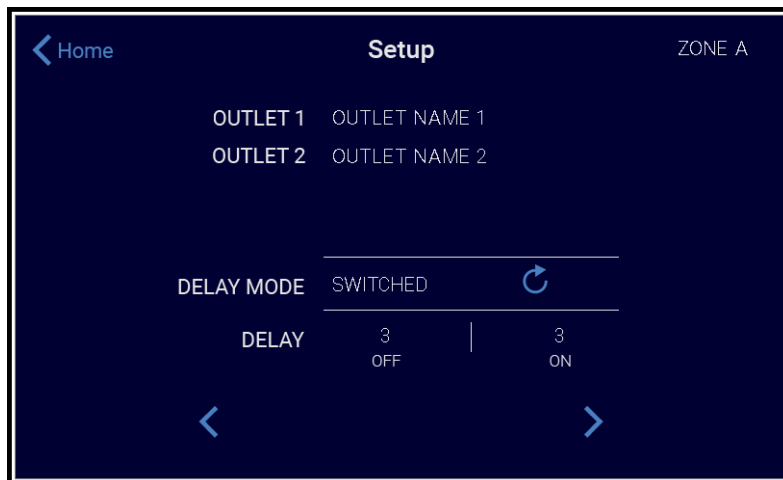 Home Setup ZONE A
OUTLET 1 OUTLET NAME 1
OUTLET 2 OUTLET NAME 2
DELAY MODE SWITCHED
DELAY 3 3
OFF ON